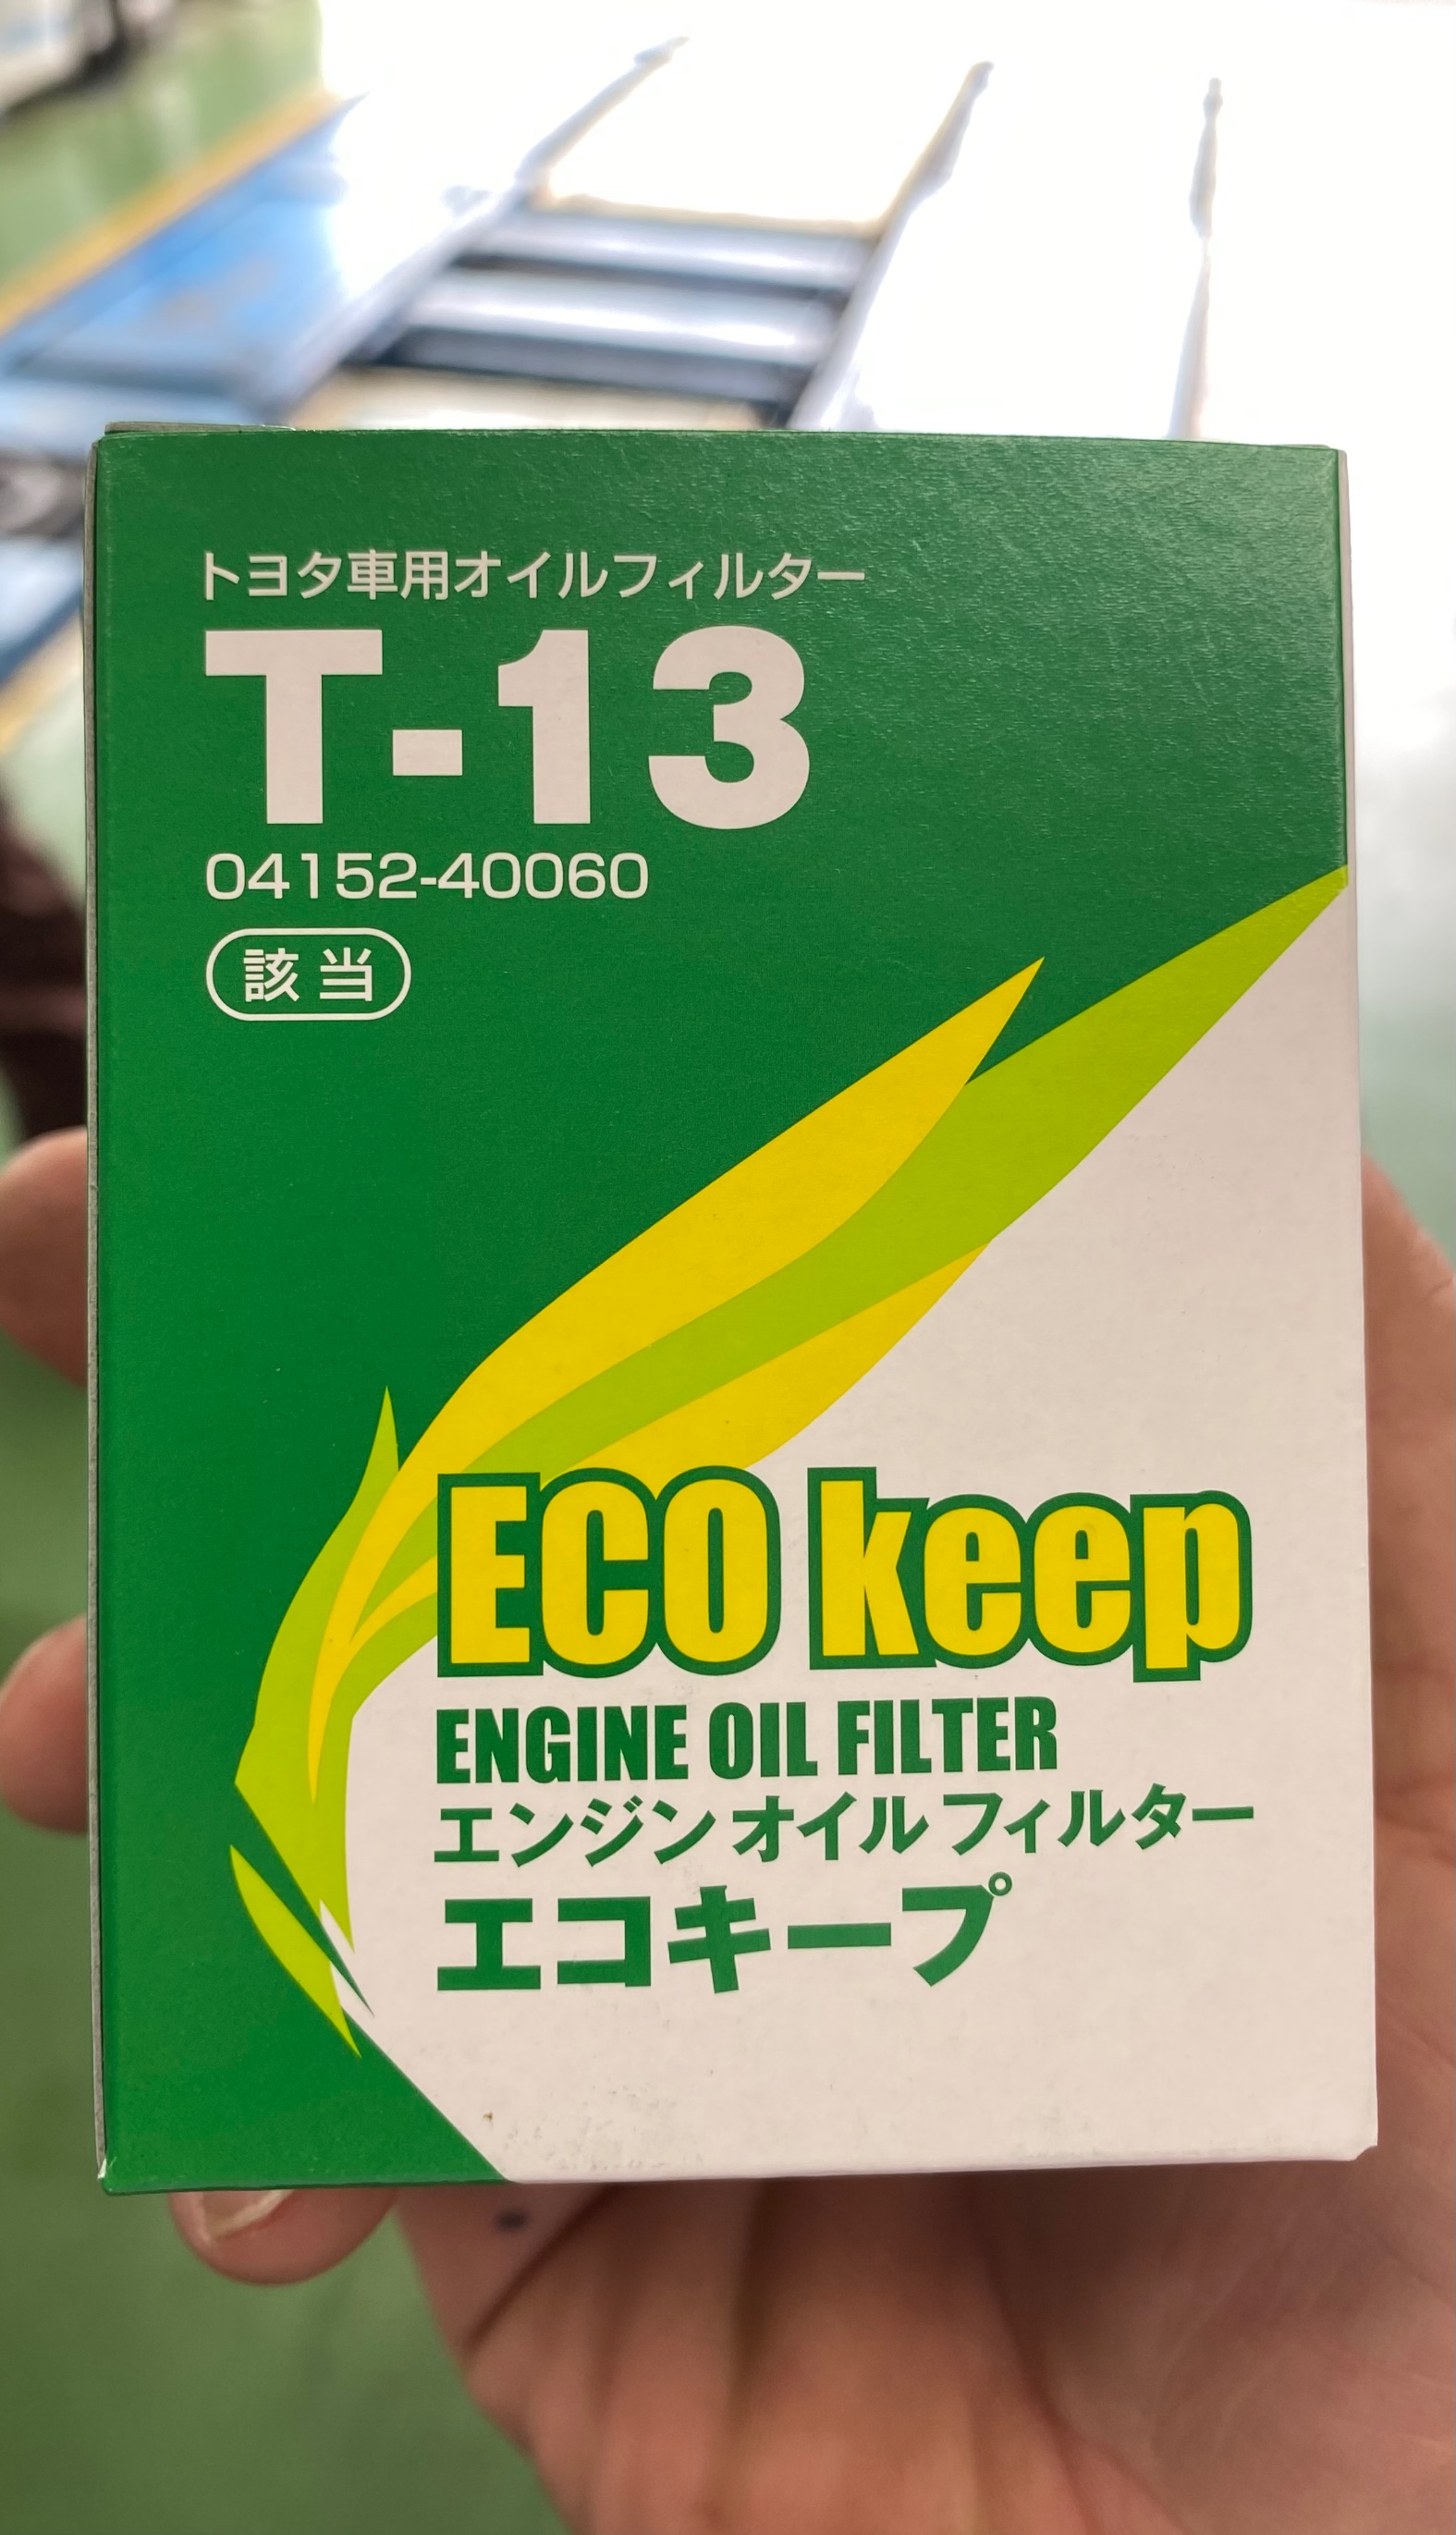 トヨタ車用オイルフィルター
T-13
04152-40060
該当
ECO keep
ENGINE OIL FILTER
エンジンオイルフィルター
エコキープ